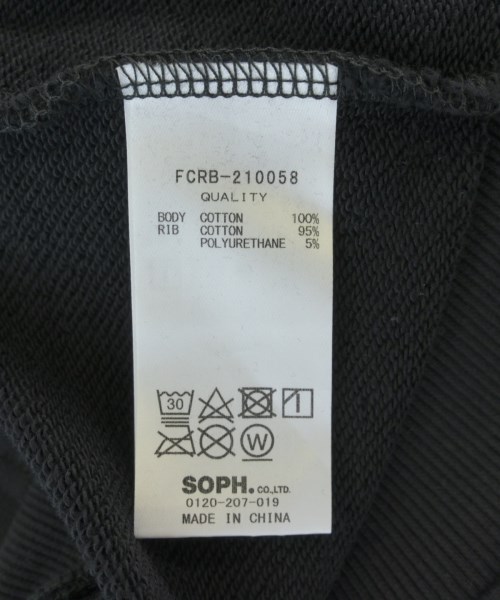 FCRB-210058
QUALITY
BODY COTTON 100%
RIB COTTON 95%
POLYURETHANE 5%
30
W
SOPH. CO.,LTD.
0120-207-019
MADE IN CHINA